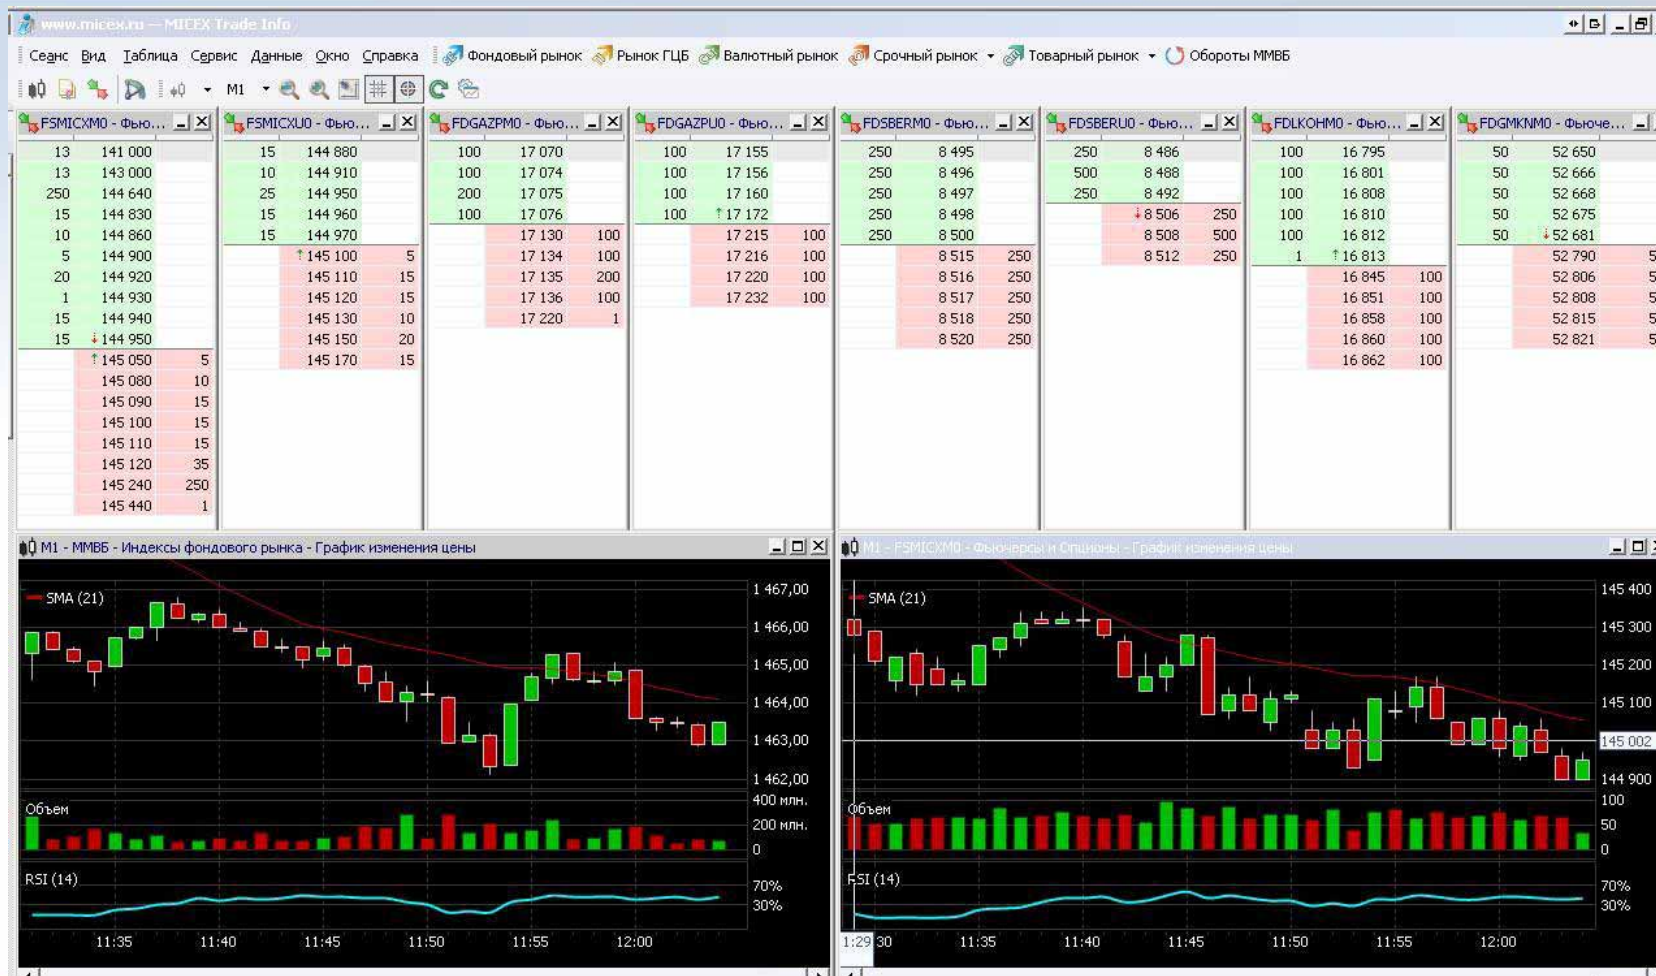 www.micex.ru — MICEX Trade Info
Сеанс Вид Таблица Сервис Данные Окно Справка Фондовый рынок Рынок ГЦБ Валютный рынок Срочный рынок Товарный рынок Обороты ММВБ
M1
FSMICXM0 - Фью...
13 141 000
13 143 000
250 144 640
15 144 830
10 144 860
5 144 900
20 144 920
1 144 930
15 144 940
15 ↓144 950
↑145 050 5
145 080 10
145 090 15
145 100 15
145 110 15
145 120 35
145 240 250
145 440 1
FSMICXU0 - Фью...
15 144 880
10 144 910
25 144 950
15 144 960
15 144 970
↑145 100 5
145 110 15
145 120 15
145 130 10
145 150 20
145 170 15
FDGAZPM0 - Фью...
100 17 070
100 17 074
200 17 075
100 17 076
17 130 100
17 134 100
17 135 200
17 136 100
17 220 1
FDGAZPU0 - Фью...
100 17 155
100 17 156
100 17 160
100 ↑17 172
17 215 100
17 216 100
17 220 100
17 232 100
FDSBERM0 - Фью...
250 8 495
250 8 496
250 8 497
250 8 498
250 8 500
8 515 250
8 516 250
8 517 250
8 518 250
8 520 250
FDSBERU0 - Фью...
250 8 486
500 8 488
250 8 492
↓8 506 250
8 508 500
8 512 250
FDLKOHM0 - Фью...
100 16 795
100 16 801
100 16 808
100 16 810
100 16 812
1 ↑16 813
16 845 100
16 851 100
16 858 100
16 860 100
16 862 100
FDGMKNM0 - Фьюче...
50 52 650
50 52 666
50 52 668
50 52 675
50 ↓52 681
52 790 5
52 806 5
52 808 5
52 815 5
52 821 5
M1 - ММВБ - Индексы фондового рынка - График изменения цены
SMA (21)
1 467,00
1 466,00
1 465,00
1 464,00
1 463,00
1 462,00
Объем
400 млн.
200 млн.
0
RSI (14)
70%
30%
11:35 11:40 11:45 11:50 11:55 12:00
M1 - FSMICXM0 - Фьючерсы и Опционы - График изменения цены
SMA (21)
145 400
145 300
145 200
145 100
145 002
144 900
Объем
100
50
0
RSI (14)
70%
30%
1:29 30 11:35 11:40 11:45 11:50 11:55 12:00